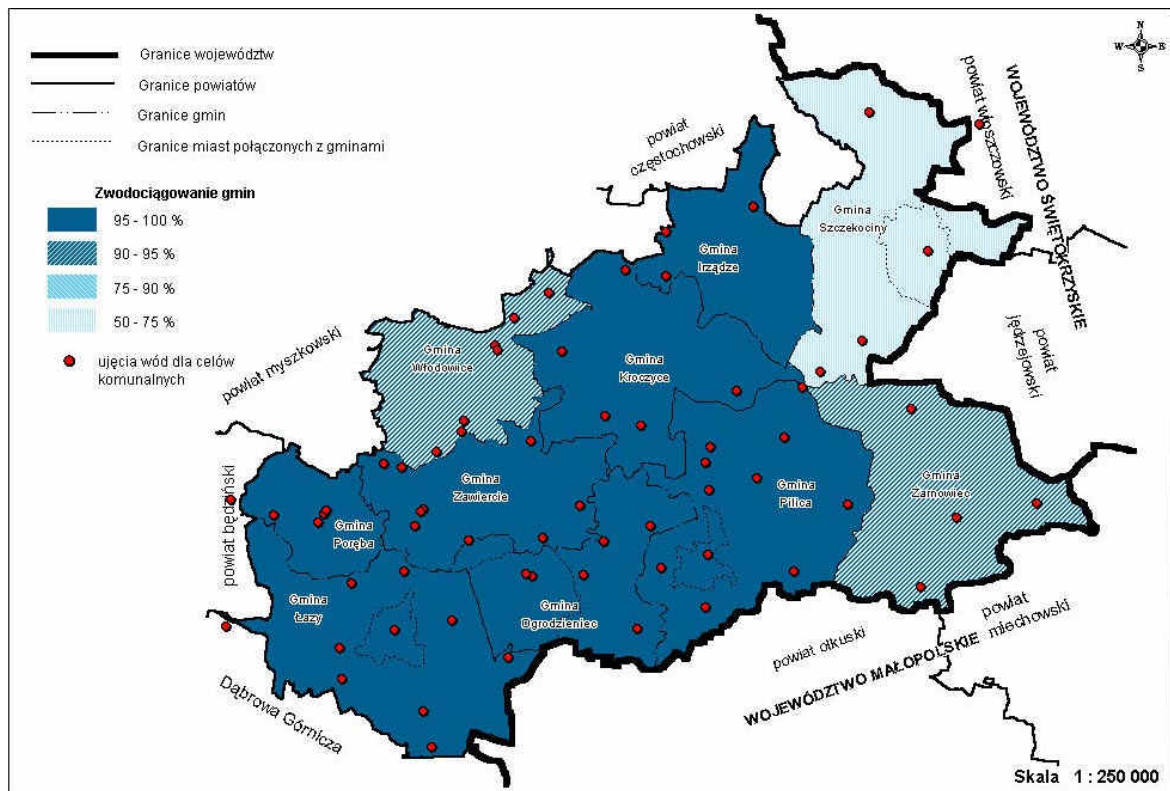 Granice województw
Granice powiatów
Granice gmin
Granice miast połączonych z gminami
Zwodociągowanie gmin
95 - 100 %
90 - 95 %
75 - 90 %
50 - 75 %
ujęcia wód dla celów
komunalnych
N
W
E
S
powiat
częstochowski
powiat włoszczowski
WOJEWÓDZTWO ŚWIĘTOKRZYSKIE
powiat
jędrzejowski
Gmina
Szczekociny
Gmina
Irządze
Gmina
Włodowice
Gmina
Kroczyce
powiat myszkowski
Gmina
Zawiercie
Gmina
Pilica
Gmina
Żarnowiec
powiat będziński
Gmina
Poręba
Gmina
Łazy
Gmina
Ogrodzieniec
powiat
miechowski
powiat olkuski
WOJEWÓDZTWO MAŁOPOLSKIE
Dąbrowa Górnicza
Skala 1 : 250 000